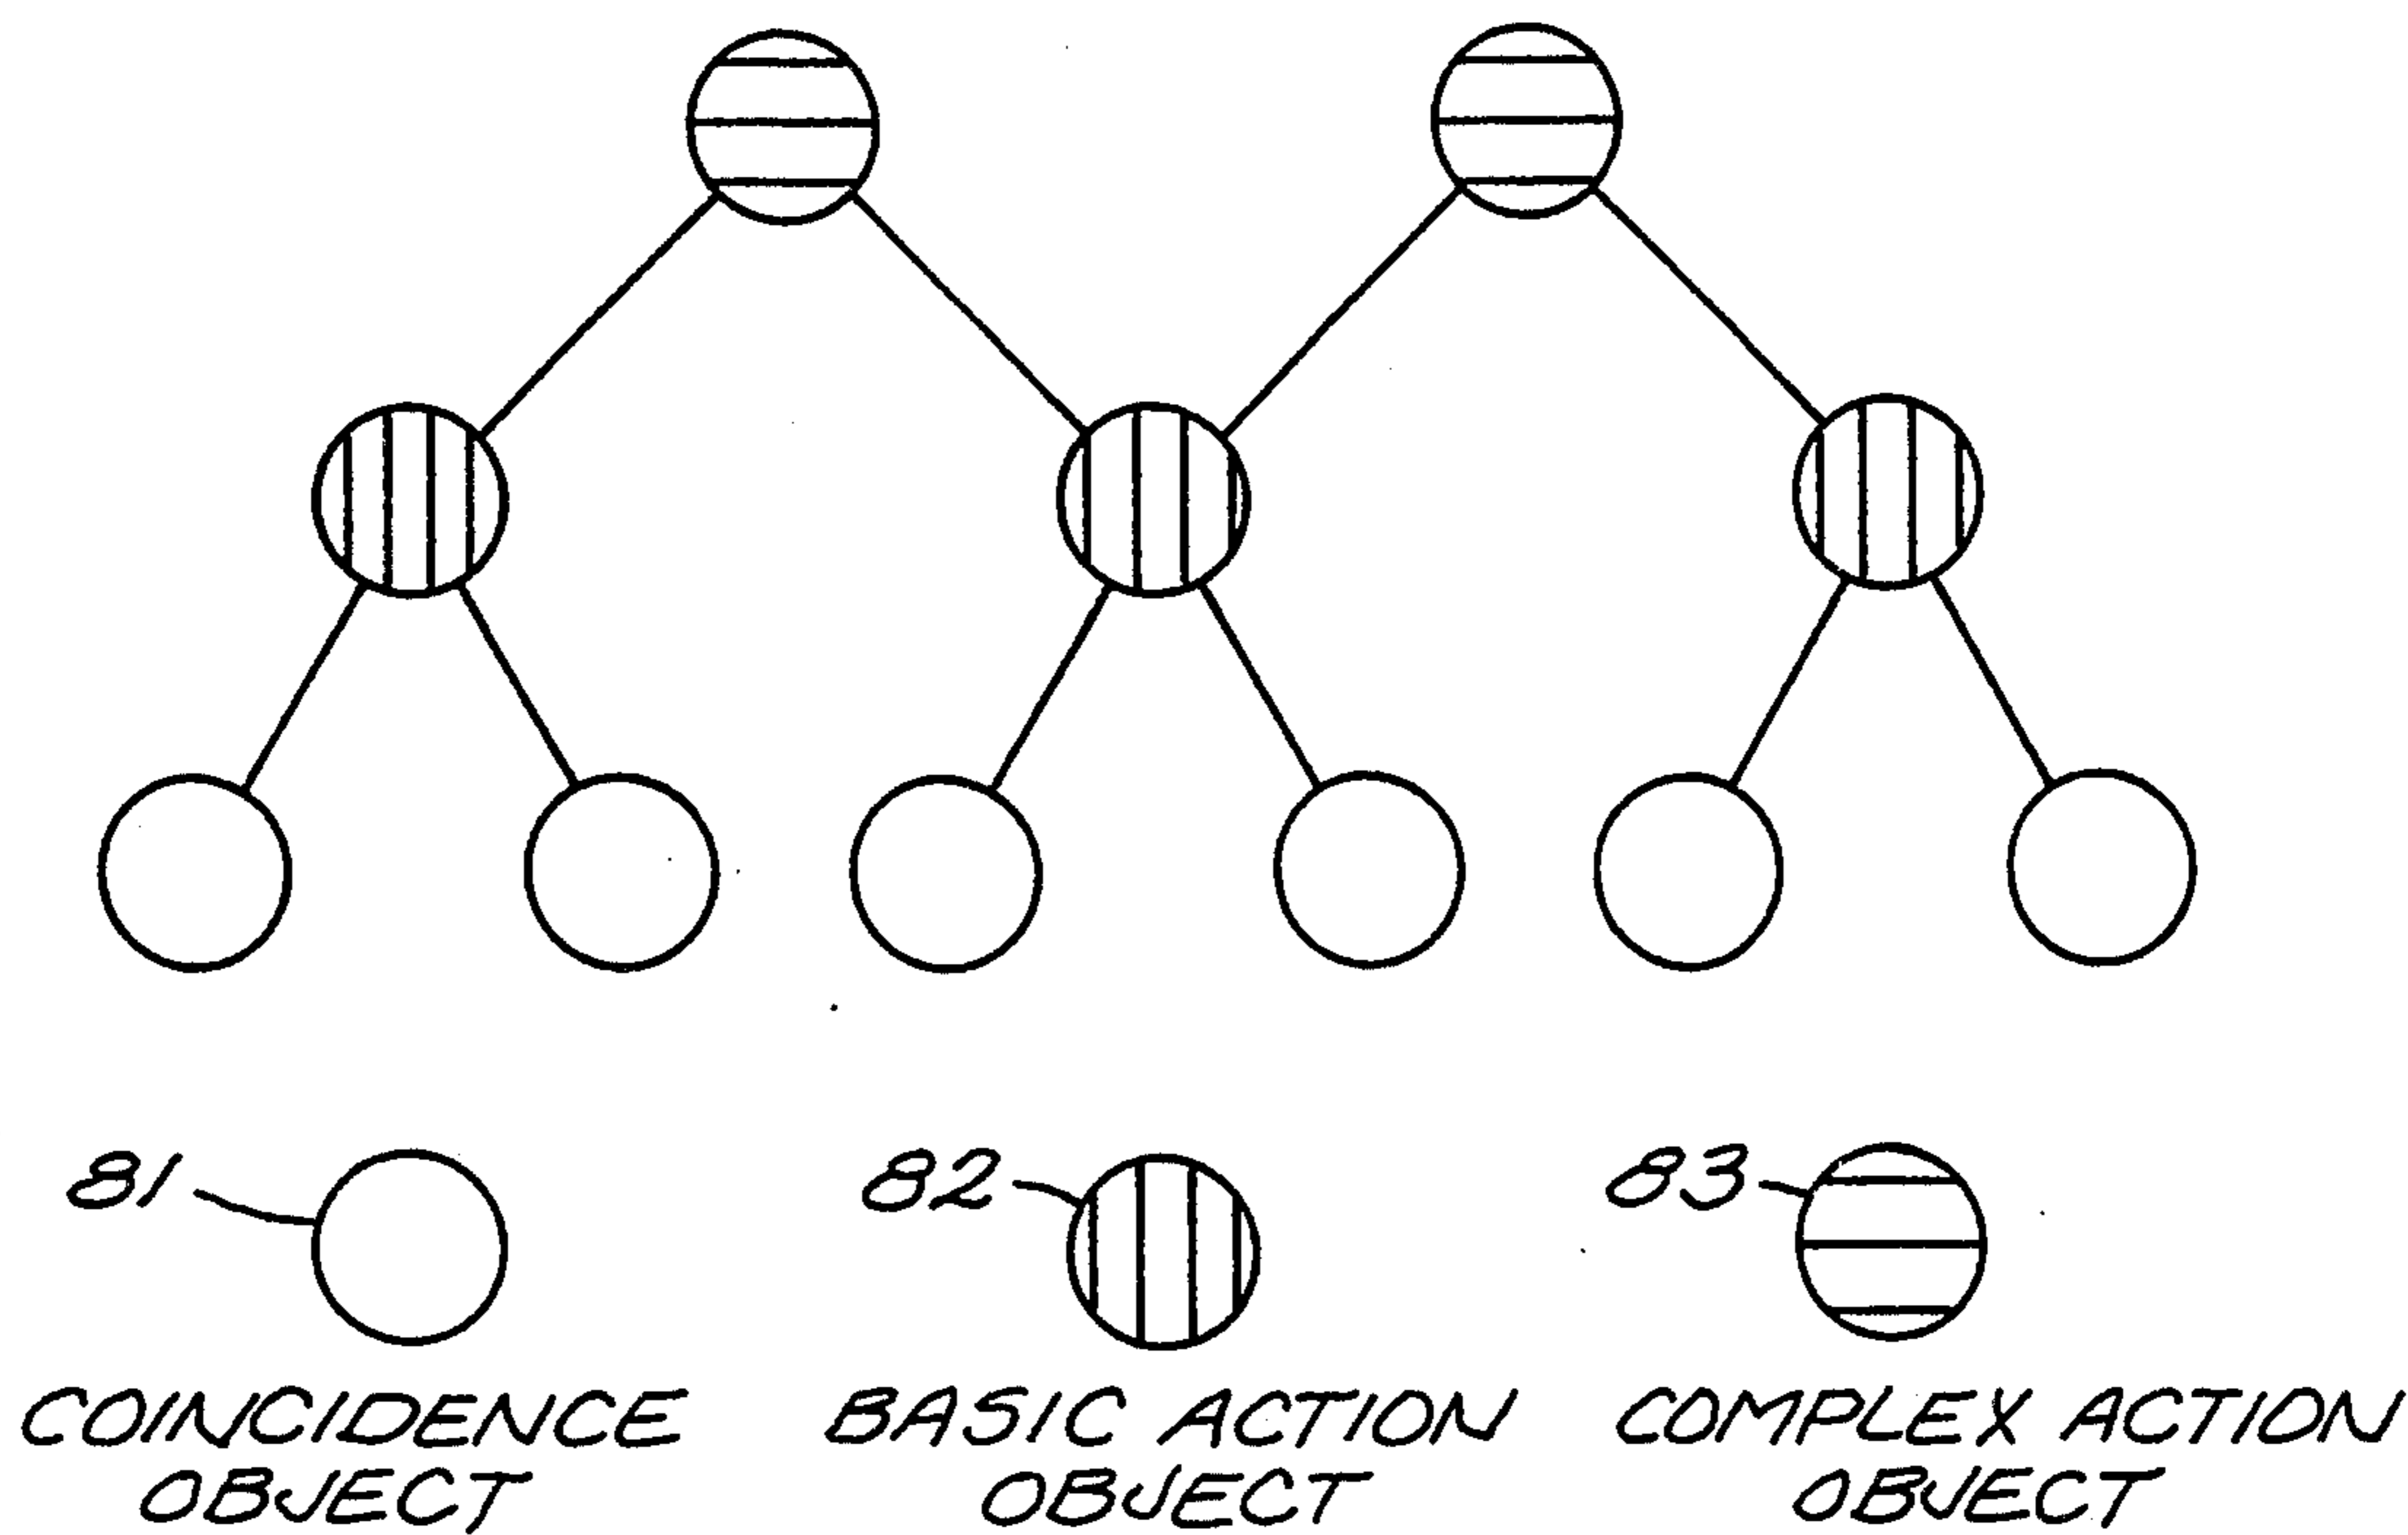 81
82
83
COINCIDENCE
OBJECT
BASIC ACTION
OBJECT
COMPLEX ACTION
OBJECT